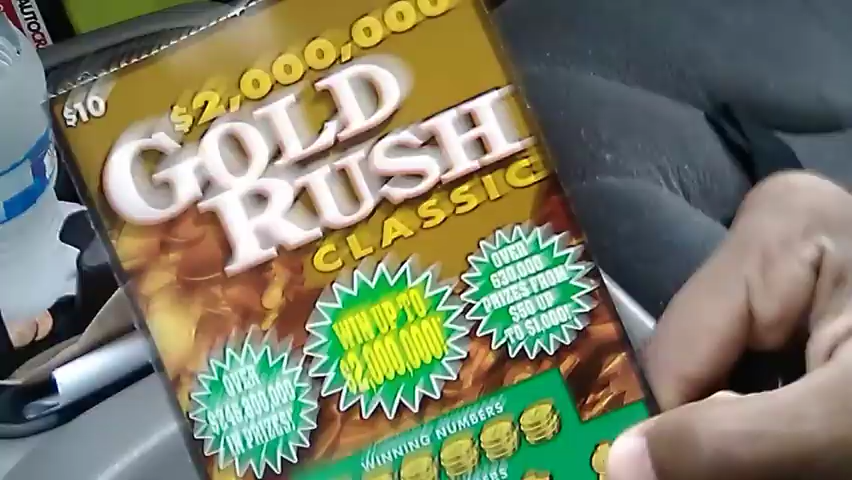 AUTOCR
$10
$2,000,000
GOLD
RUSH
CLASSIC
OVER
630,000
PRIZES FROM
$50 UP
TO $1,000!
WIN UP TO
$2,000,000!
OVER
IN PRIZES!
WINNING NUMBERS